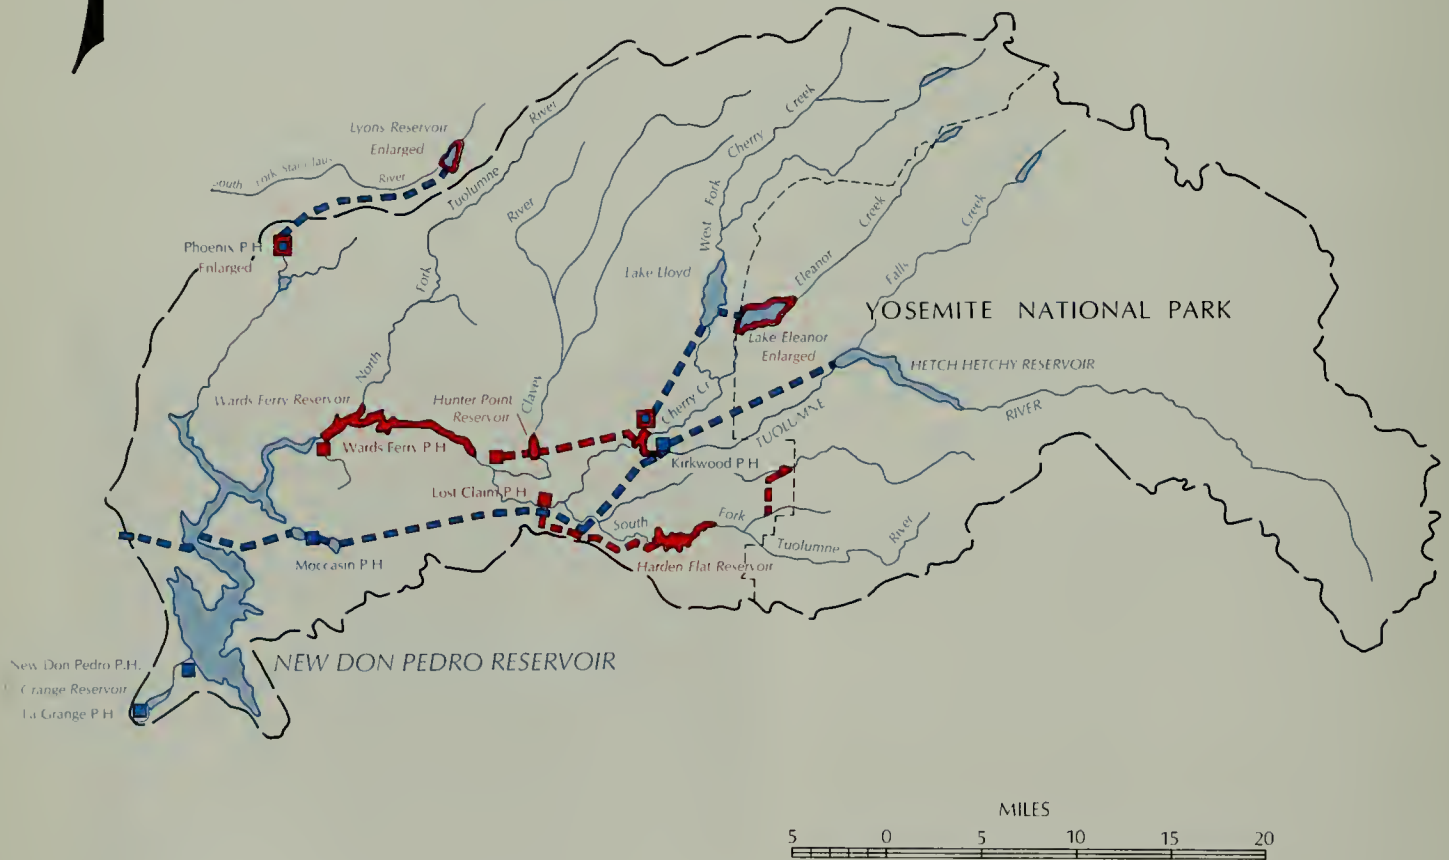 Lyons Reservoir
Enlarged
South Fork Stanislaus
River
Tuolumne
River
River
Cherry
Creek
West Fork
Phoenix P H
Enlarged
Lake Lloyd
Eleanor
Creek
Falls
Creek
YOSEMITE NATIONAL PARK
Lake Eleanor
Enlarged
HETCH HETCHY RESERVOIR
RIVER
Fork
North
Clavey
Wards Ferry Reservoir
Hunter Point
Reservoir
Cherry Cr
TUOLUMNE
Wards Ferry P H
Kirkwood P H
Lost Claim P H
South
Fork
Tuolumne
River
Moccasin P H
Harden Flat Reservoir
New Don Pedro P.H.
NEW DON PEDRO RESERVOIR
Grange Reservoir
La Grange P H
MILES
5 0 5 10 15 20